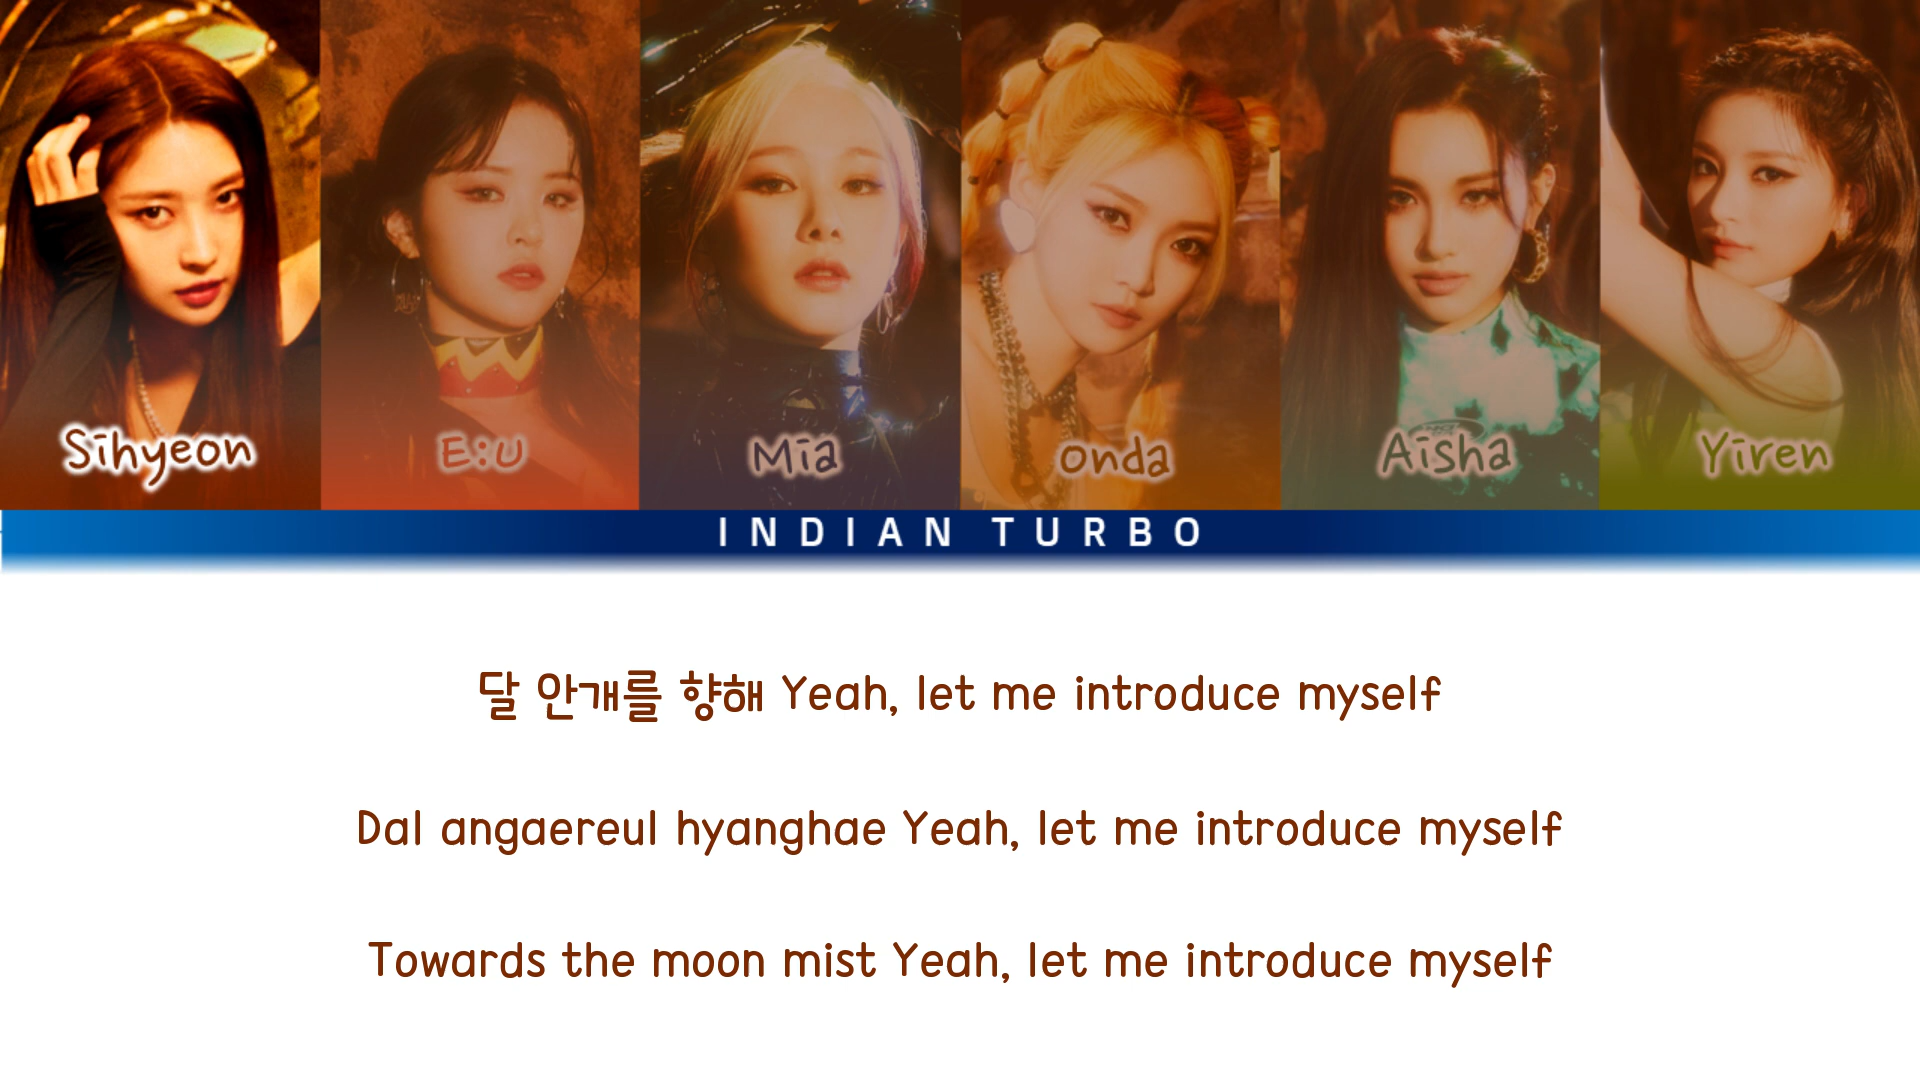 Sihyeon E:U Mia Onda Aisha Yiren
INDIAN TURBO
달 안개를 향해 Yeah, let me introduce myself
Dal angaereul hyanghae Yeah, let me introduce myself
Towards the moon mist Yeah, let me introduce myself